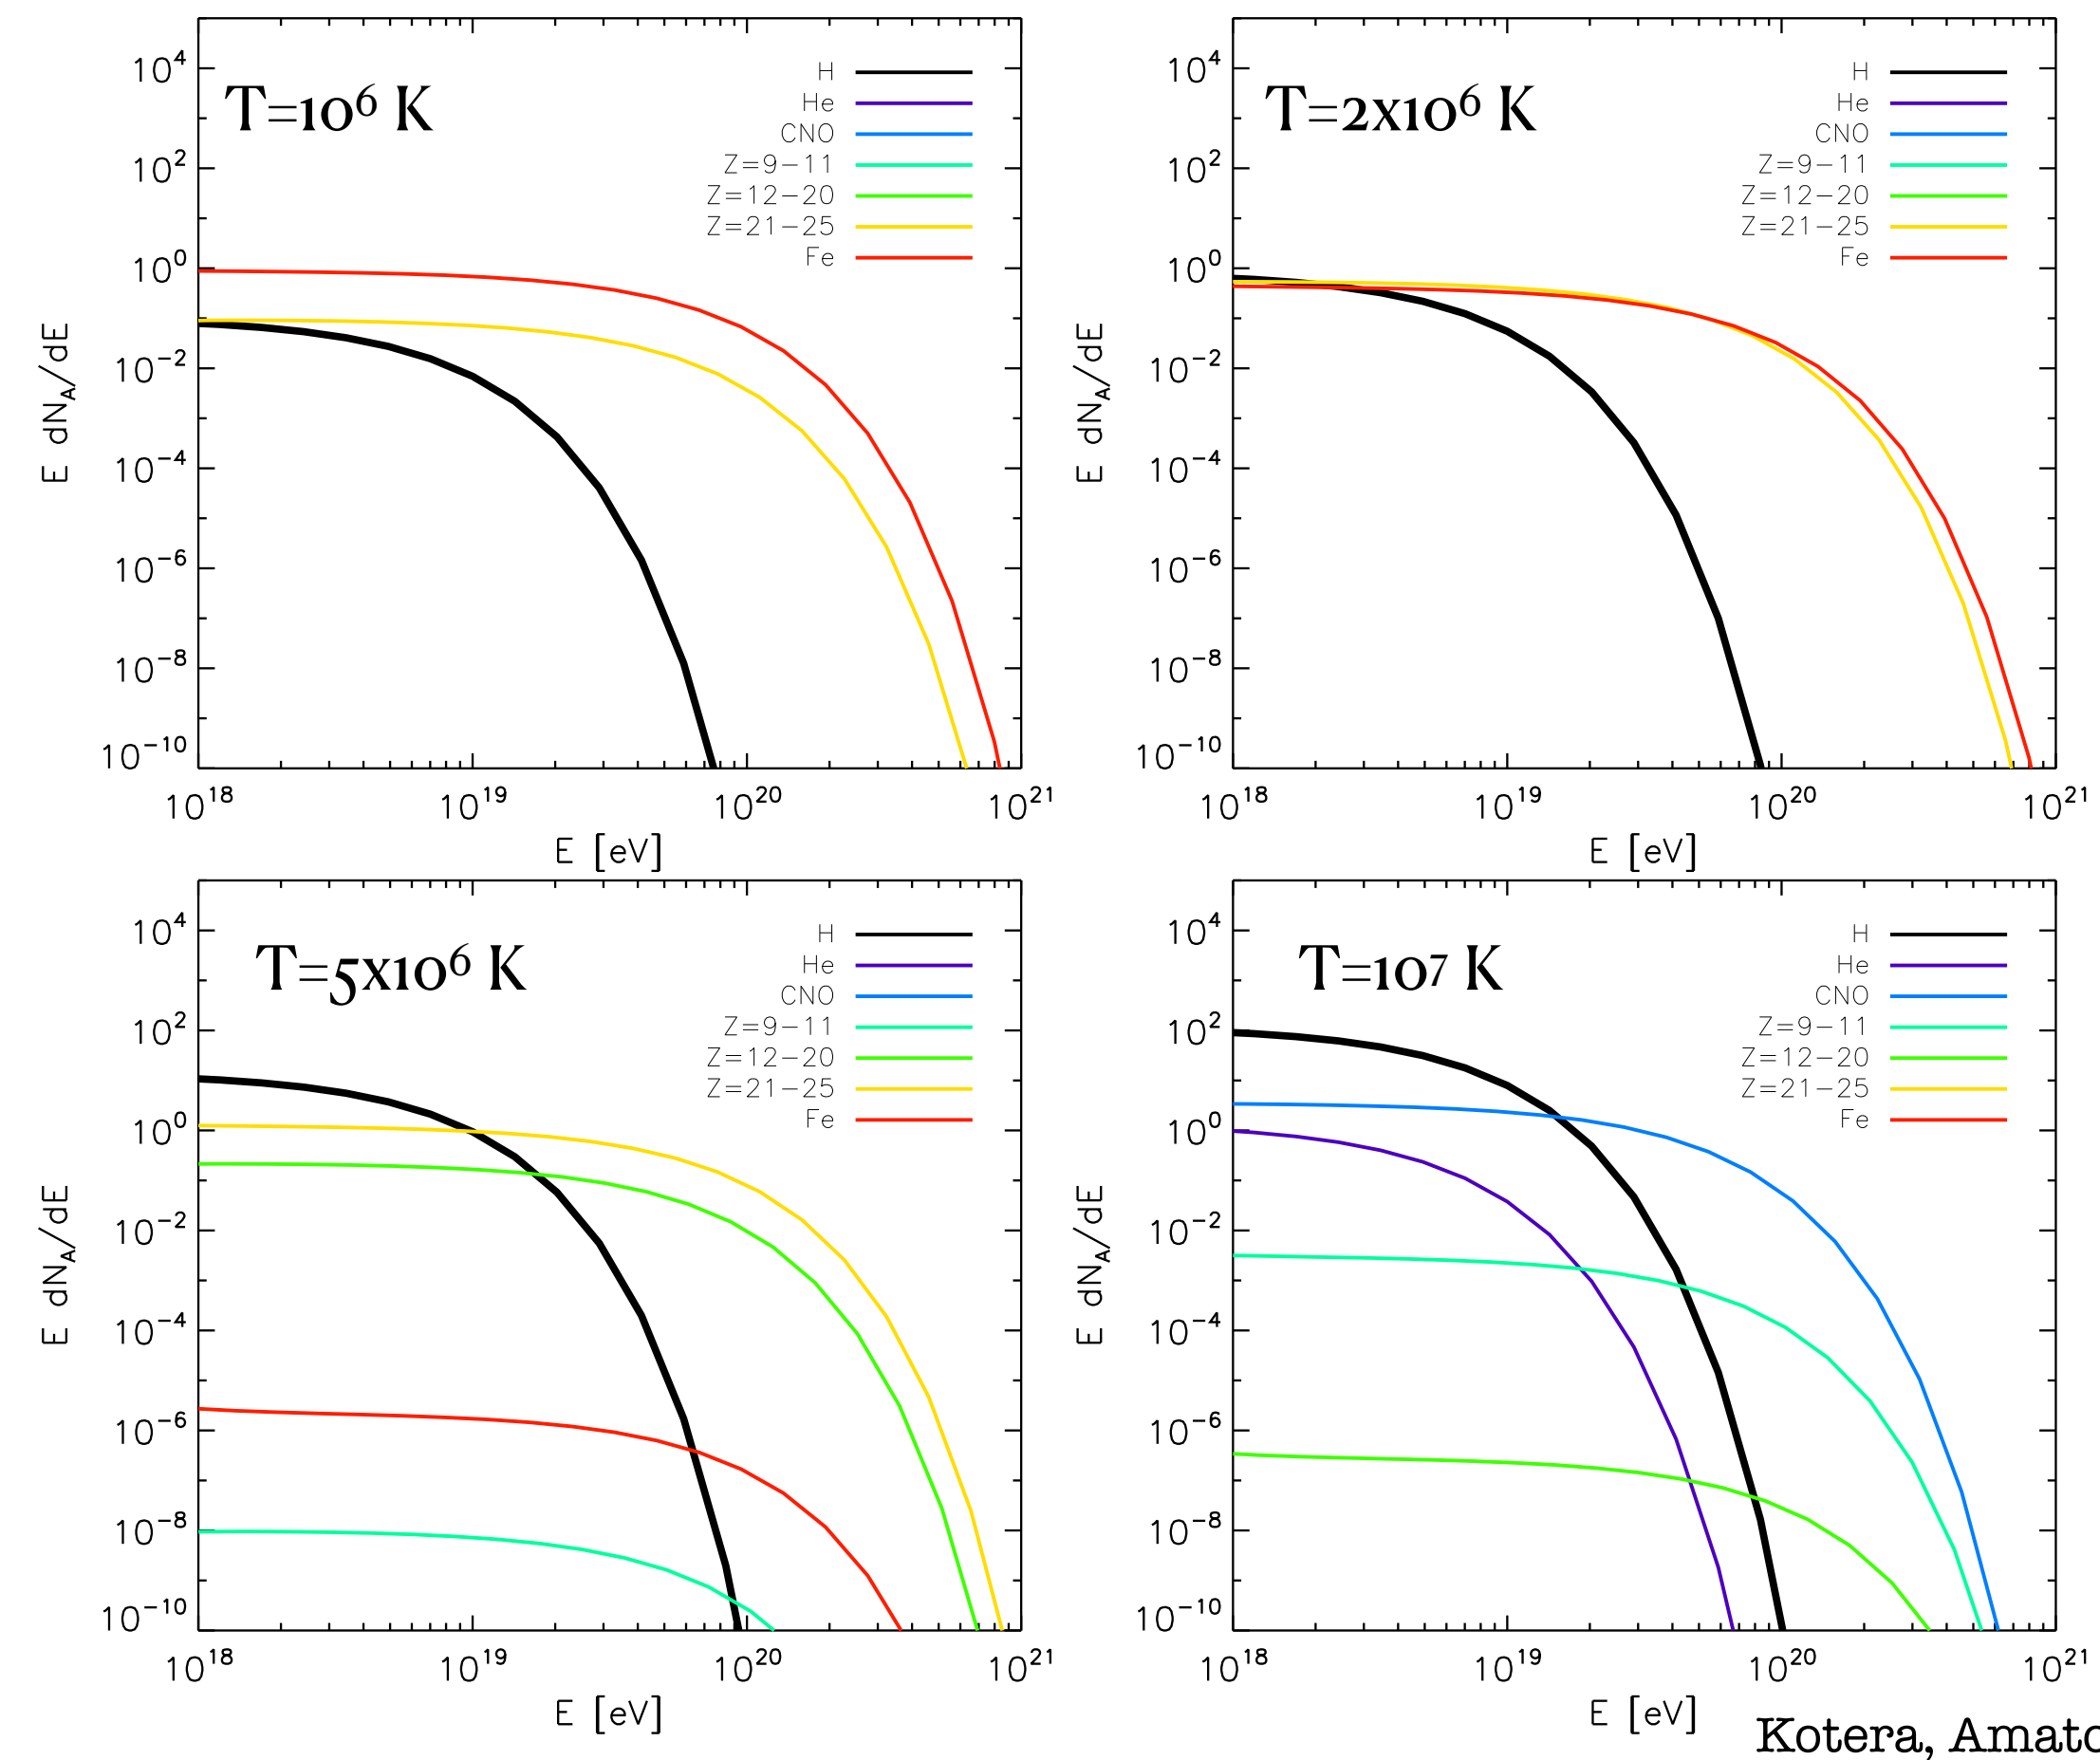 T=10⁶ K
H
He
CNO
Z=9−11
Z=12−20
Z=21−25
Fe
10⁴
10²
10⁰
10⁻²
10⁻⁴
10⁻⁶
10⁻⁸
10⁻¹⁰
E dN_A/dE
10¹⁸ 10¹⁹ 10²⁰ 10²¹
E [eV]
T=2x10⁶ K
H
He
CNO
Z=9−11
Z=12−20
Z=21−25
Fe
10⁴
10²
10⁰
10⁻²
10⁻⁴
10⁻⁶
10⁻⁸
10⁻¹⁰
E dN_A/dE
10¹⁸ 10¹⁹ 10²⁰ 10²¹
E [eV]
T=5x10⁶ K
H
He
CNO
Z=9−11
Z=12−20
Z=21−25
Fe
10⁴
10²
10⁰
10⁻²
10⁻⁴
10⁻⁶
10⁻⁸
10⁻¹⁰
E dN_A/dE
10¹⁸ 10¹⁹ 10²⁰ 10²¹
E [eV]
T=10⁷ K
H
He
CNO
Z=9−11
Z=12−20
Z=21−25
Fe
10⁴
10²
10⁰
10⁻²
10⁻⁴
10⁻⁶
10⁻⁸
10⁻¹⁰
E dN_A/dE
10¹⁸ 10¹⁹ 10²⁰ 10²¹
E [eV]
Kotera, Amato